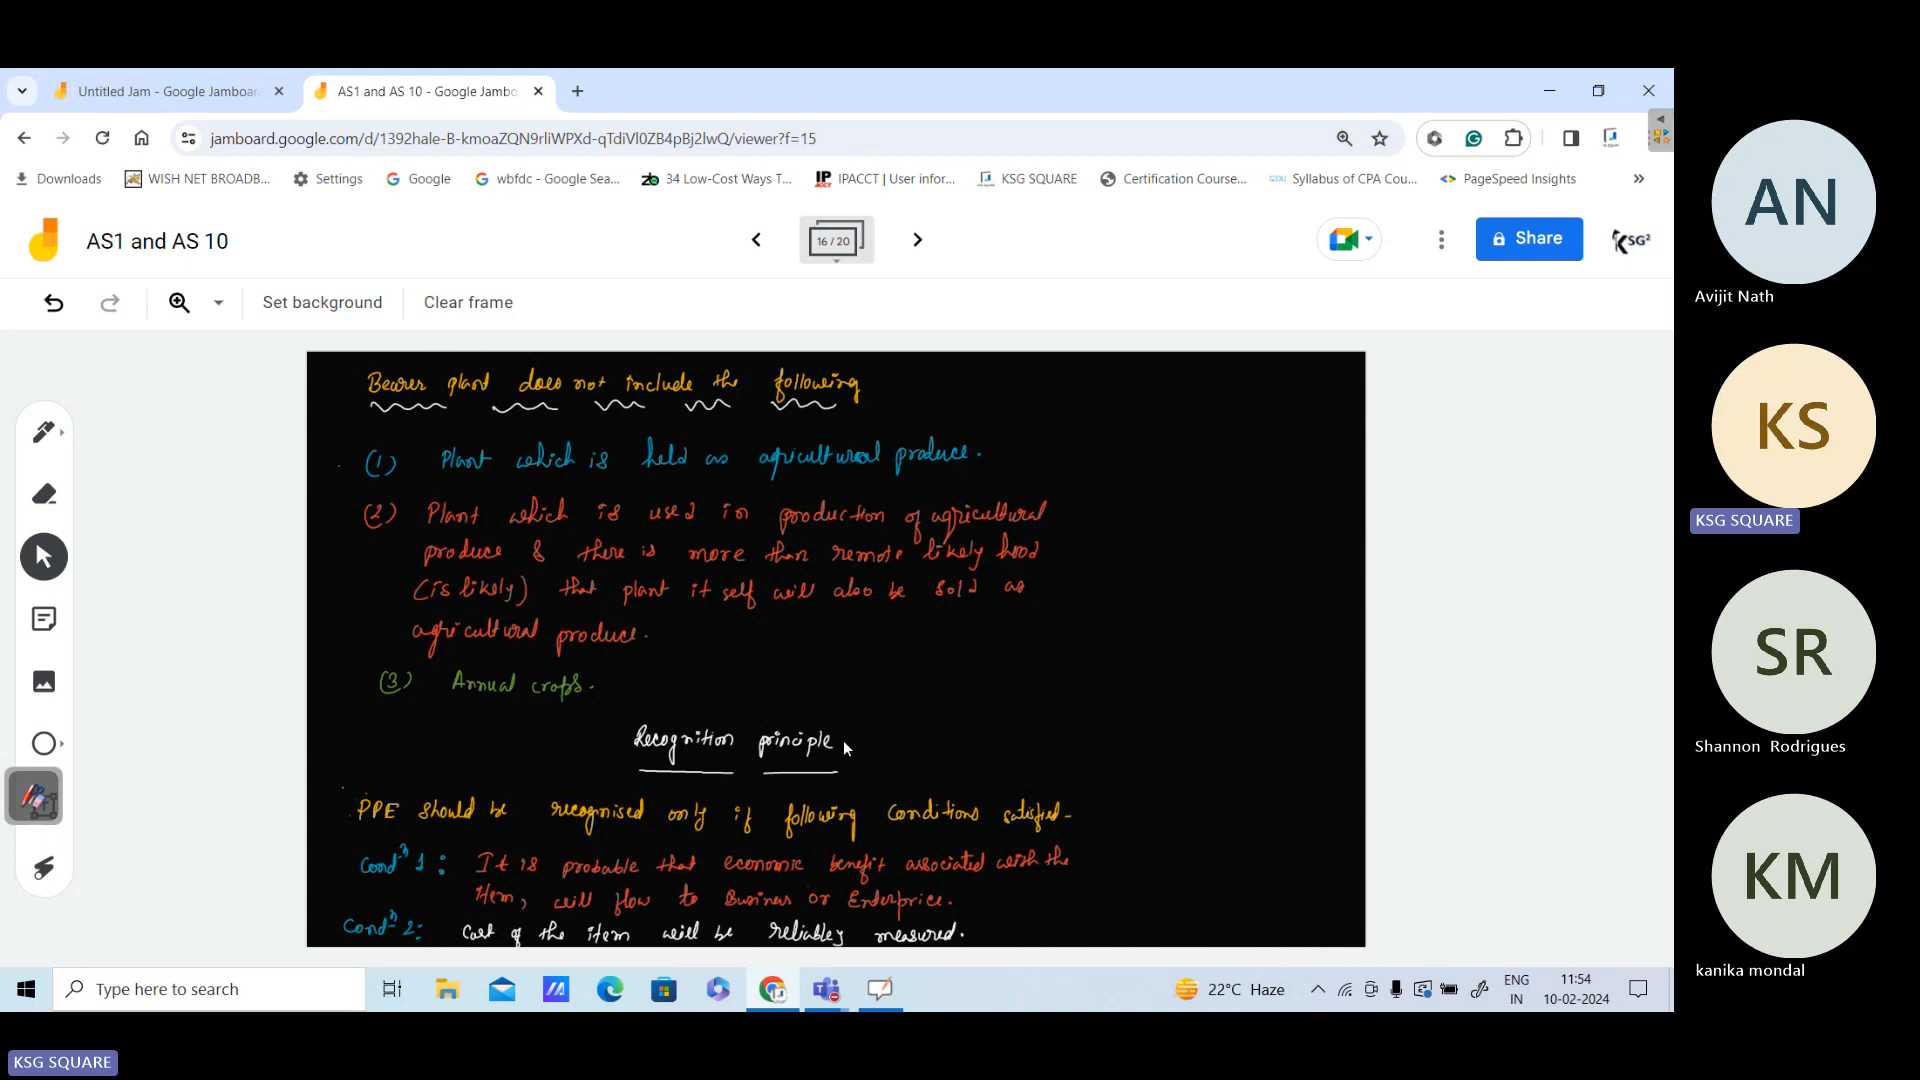 Untitled Jam - Google Jamboar
AS1 and AS 10 - Google Jambo
jamboard.google.com/d/1392hale-B-kmoaZQN9rliWPXd-qTdiVl0ZB4pBj2lwQ/viewer?f=15
Downloads WISH NET BROADB... Settings Google wbfdc - Google Sea... 34 Low-Cost Ways T... IPACCT | User infor... KSG SQUARE Certification Course... Syllabus of CPA Cou... PageSpeed Insights
AS1 and AS 10
16 / 20
Share
KSG²
Set background Clear frame
Bearer plant does not include the following
(1) Plant which is held as agricultural produce.
(2) Plant which is used in production of agricultural
produce & there is more than remote likely hood
(is likely) that plant it self will also be sold as
agricultural produce.
(3) Annual crops.
Recognition principle
PPE should be recognised only if following conditions satisfied-
Condⁿ 1: It is probable that economic benefit associated with the
item, will flow to Business or Enterprice.
Condⁿ 2: Cost of the item will be reliabley measured.
Type here to search
22°C Haze
ENG
IN
11:54
10-02-2024
AN
Avijit Nath
KS
KSG SQUARE
SR
Shannon Rodrigues
KM
kanika mondal
KSG SQUARE